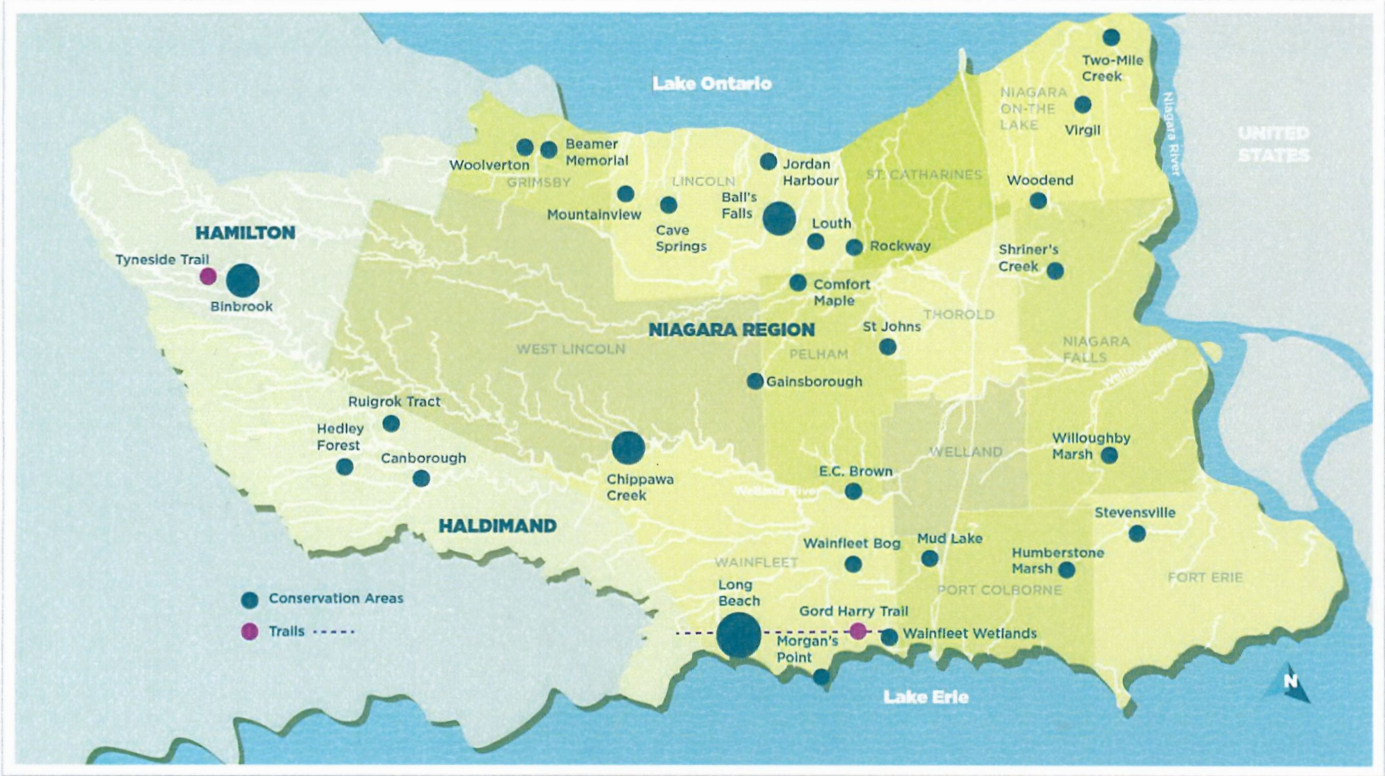 Lake Ontario
Two-Mile
Creek
NIAGARA
ON-THE
LAKE
Virgil
Niagara River
UNITED
STATES
Woolverton
Beamer
Memorial
GRIMSBY
LINCOLN
Jordan
Harbour
ST. CATHARINES
Woodend
Mountainview
Cave
Springs
Ball's
Falls
Louth
Rockway
HAMILTON
Tyneside Trail
Binbrook
Shriner's
Creek
Comfort
Maple
THOROLD
NIAGARA REGION
St Johns
WEST LINCOLN
PELHAM
NIAGARA
FALLS
Welland River
Gainsborough
Ruigrok Tract
Hedley
Forest
Canborough
Chippawa
Creek
WELLAND
Willoughby
Marsh
E.C. Brown
Welland River
HALDIMAND
Stevensville
Wainfleet Bog
Mud Lake
Humberstone
Marsh
WAINFLEET
PORT COLBORNE
FORT ERIE
Long
Beach
Gord Harry Trail
Wainfleet Wetlands
Morgan's
Point
Conservation Areas
Trails
Lake Erie
N